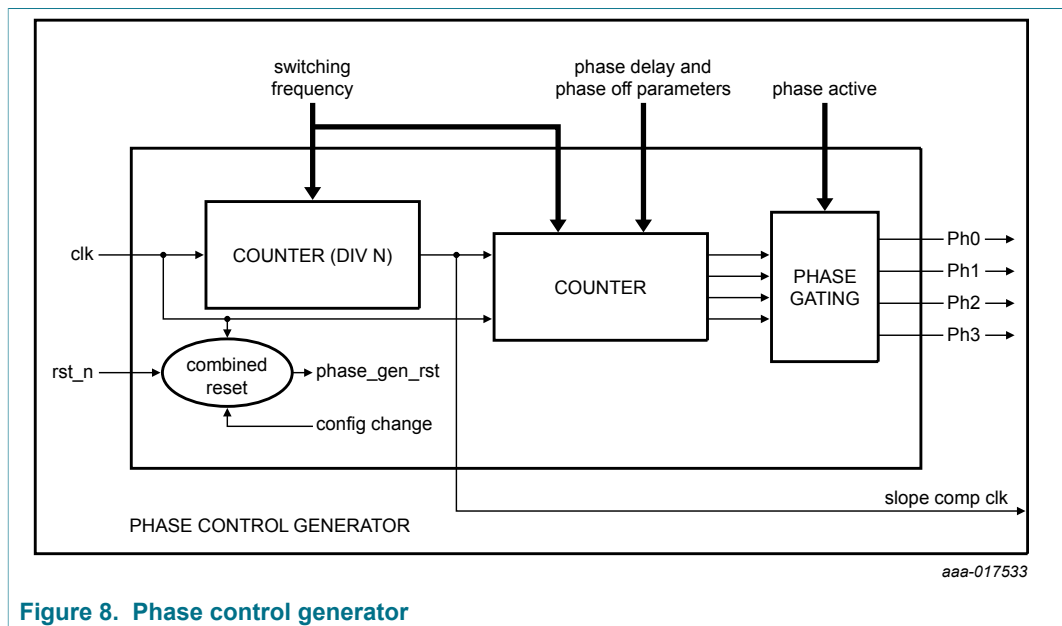 switching
frequency
phase delay and
phase off parameters
phase active
clk
COUNTER (DIV N)
COUNTER
PHASE
GATING
Ph0
Ph1
Ph2
Ph3
rst_n
combined
reset
phase_gen_rst
config change
slope comp clk
PHASE CONTROL GENERATOR
aaa-017533
Figure 8. Phase control generator